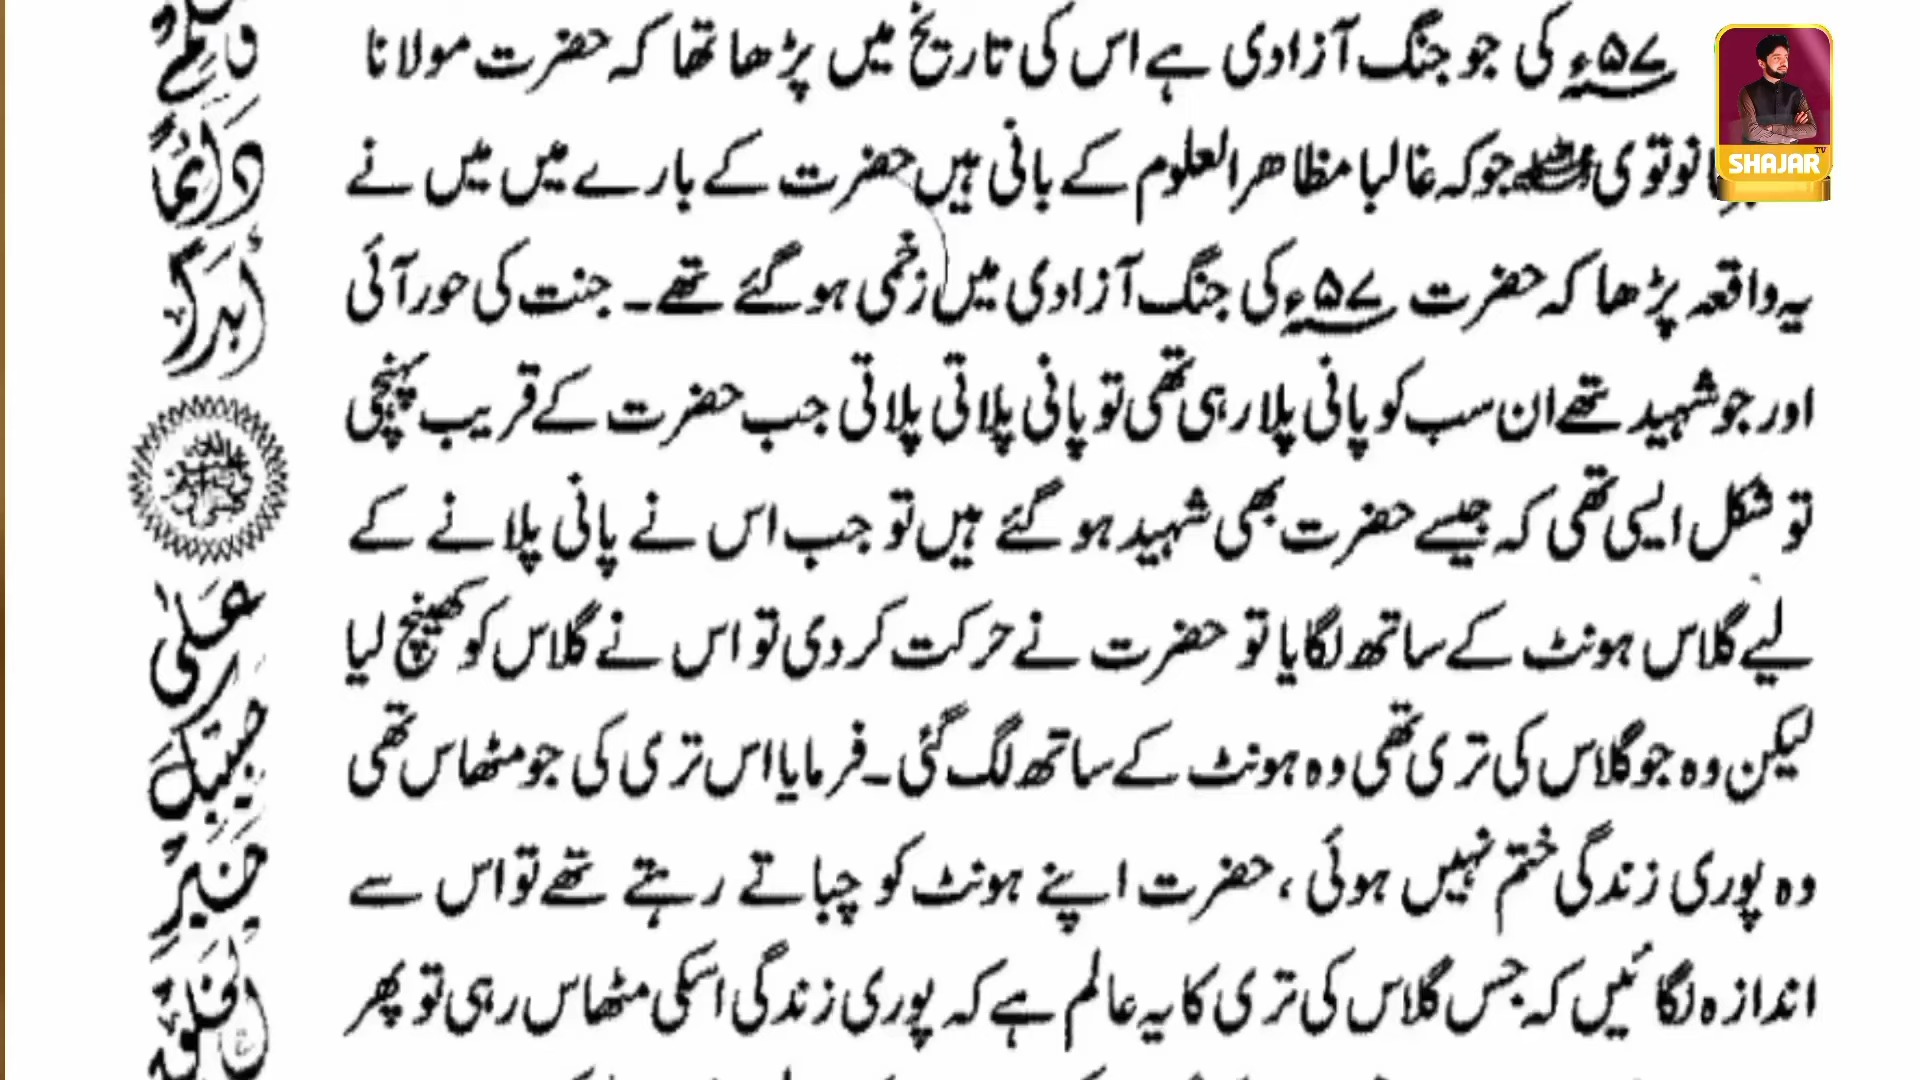 ۵۷ء کی جو جنگ آزادی ہے اس کی تاریخ میں پڑھا تھا کہ حضرت مولانا
نوتوی جوکہ غالبا مظاہر العلوم کے بانی ہیں حضرت کے بارے میں میں نے
یہ واقعہ پڑھا کہ حضرت ۵۷ء کی جنگ آزادی میں زخمی ہو گئے تھے۔ جنت کی حور آئی
اور جو شہید تھے ان سب کو پانی پلا رہی تھی تو پانی پلاتی پلاتی جب حضرت کے قریب پہنچی
تو شکل ایسی تھی کہ جیسے حضرت بھی شہید ہو گئے ہیں تو جب اس نے پانی پلانے کے
لیے گلاس ہونٹ کے ساتھ لگایا تو حضرت نے حرکت کر دی تو اس نے گلاس کو کھینچ لیا
لیکن وہ جو گلاس کی تری تھی وہ ہونٹ کے ساتھ لگ گئی۔ فرمایا اس تری کی جو مٹھاس تھی
وہ پوری زندگی ختم نہیں ہوئی ، حضرت اپنے ہونٹ کو چباتے رہتے تھے تو اس سے
اندازہ لگائیں کہ جس گلاس کی تری کا یہ عالم ہے کہ پوری زندگی اسکی مٹھاس رہی تو پھر
دَائِمًا
أَبَدًا
عَلٰی
حَبِيبِكَ
خَيْرِ
الْخَلْقِ
SHAJAR TV